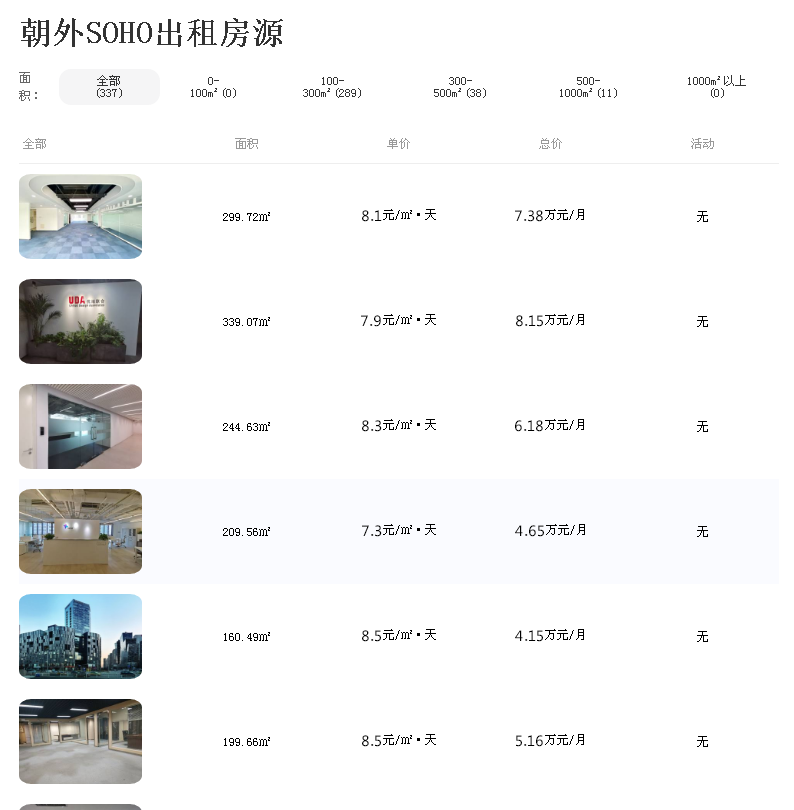 朝外SOHO出租房源
面
积：
全部
(337)
0-
100㎡ (0)
100-
300㎡ (289)
300-
500㎡ (38)
500-
1000㎡ (11)
1000㎡以上
(0)
全部 面积 单价 总价 活动
299.72㎡ 8.1元/㎡•天 7.38万元/月 无
UDA
339.07㎡ 7.9元/㎡•天 8.15万元/月 无
244.63㎡ 8.3元/㎡•天 6.18万元/月 无
209.56㎡ 7.3元/㎡•天 4.65万元/月 无
160.49㎡ 8.5元/㎡•天 4.15万元/月 无
199.66㎡ 8.5元/㎡•天 5.16万元/月 无